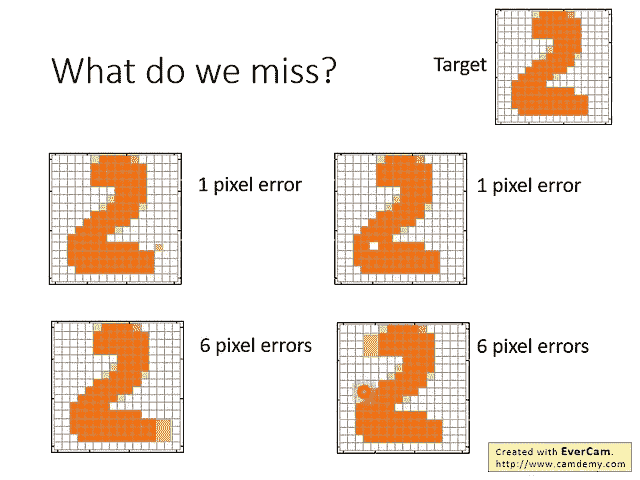 What do we miss?
Target
1 pixel error
1 pixel error
6 pixel errors
6 pixel errors
Created with EverCam.
http://www.camdemy.com